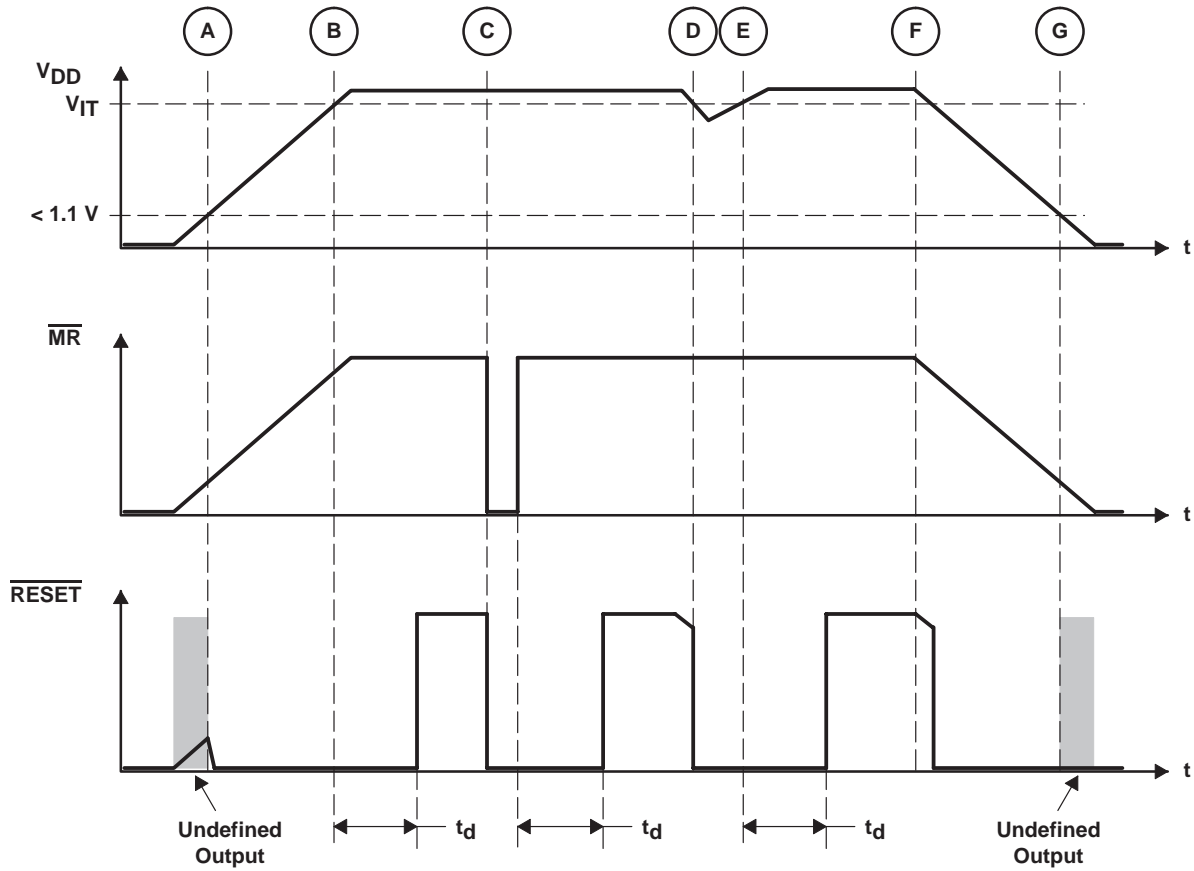 A B C D E F G
VDD
VIT
< 1.1 V
t
MR
t
RESET
t
td td td
Undefined
Output
Undefined
Output